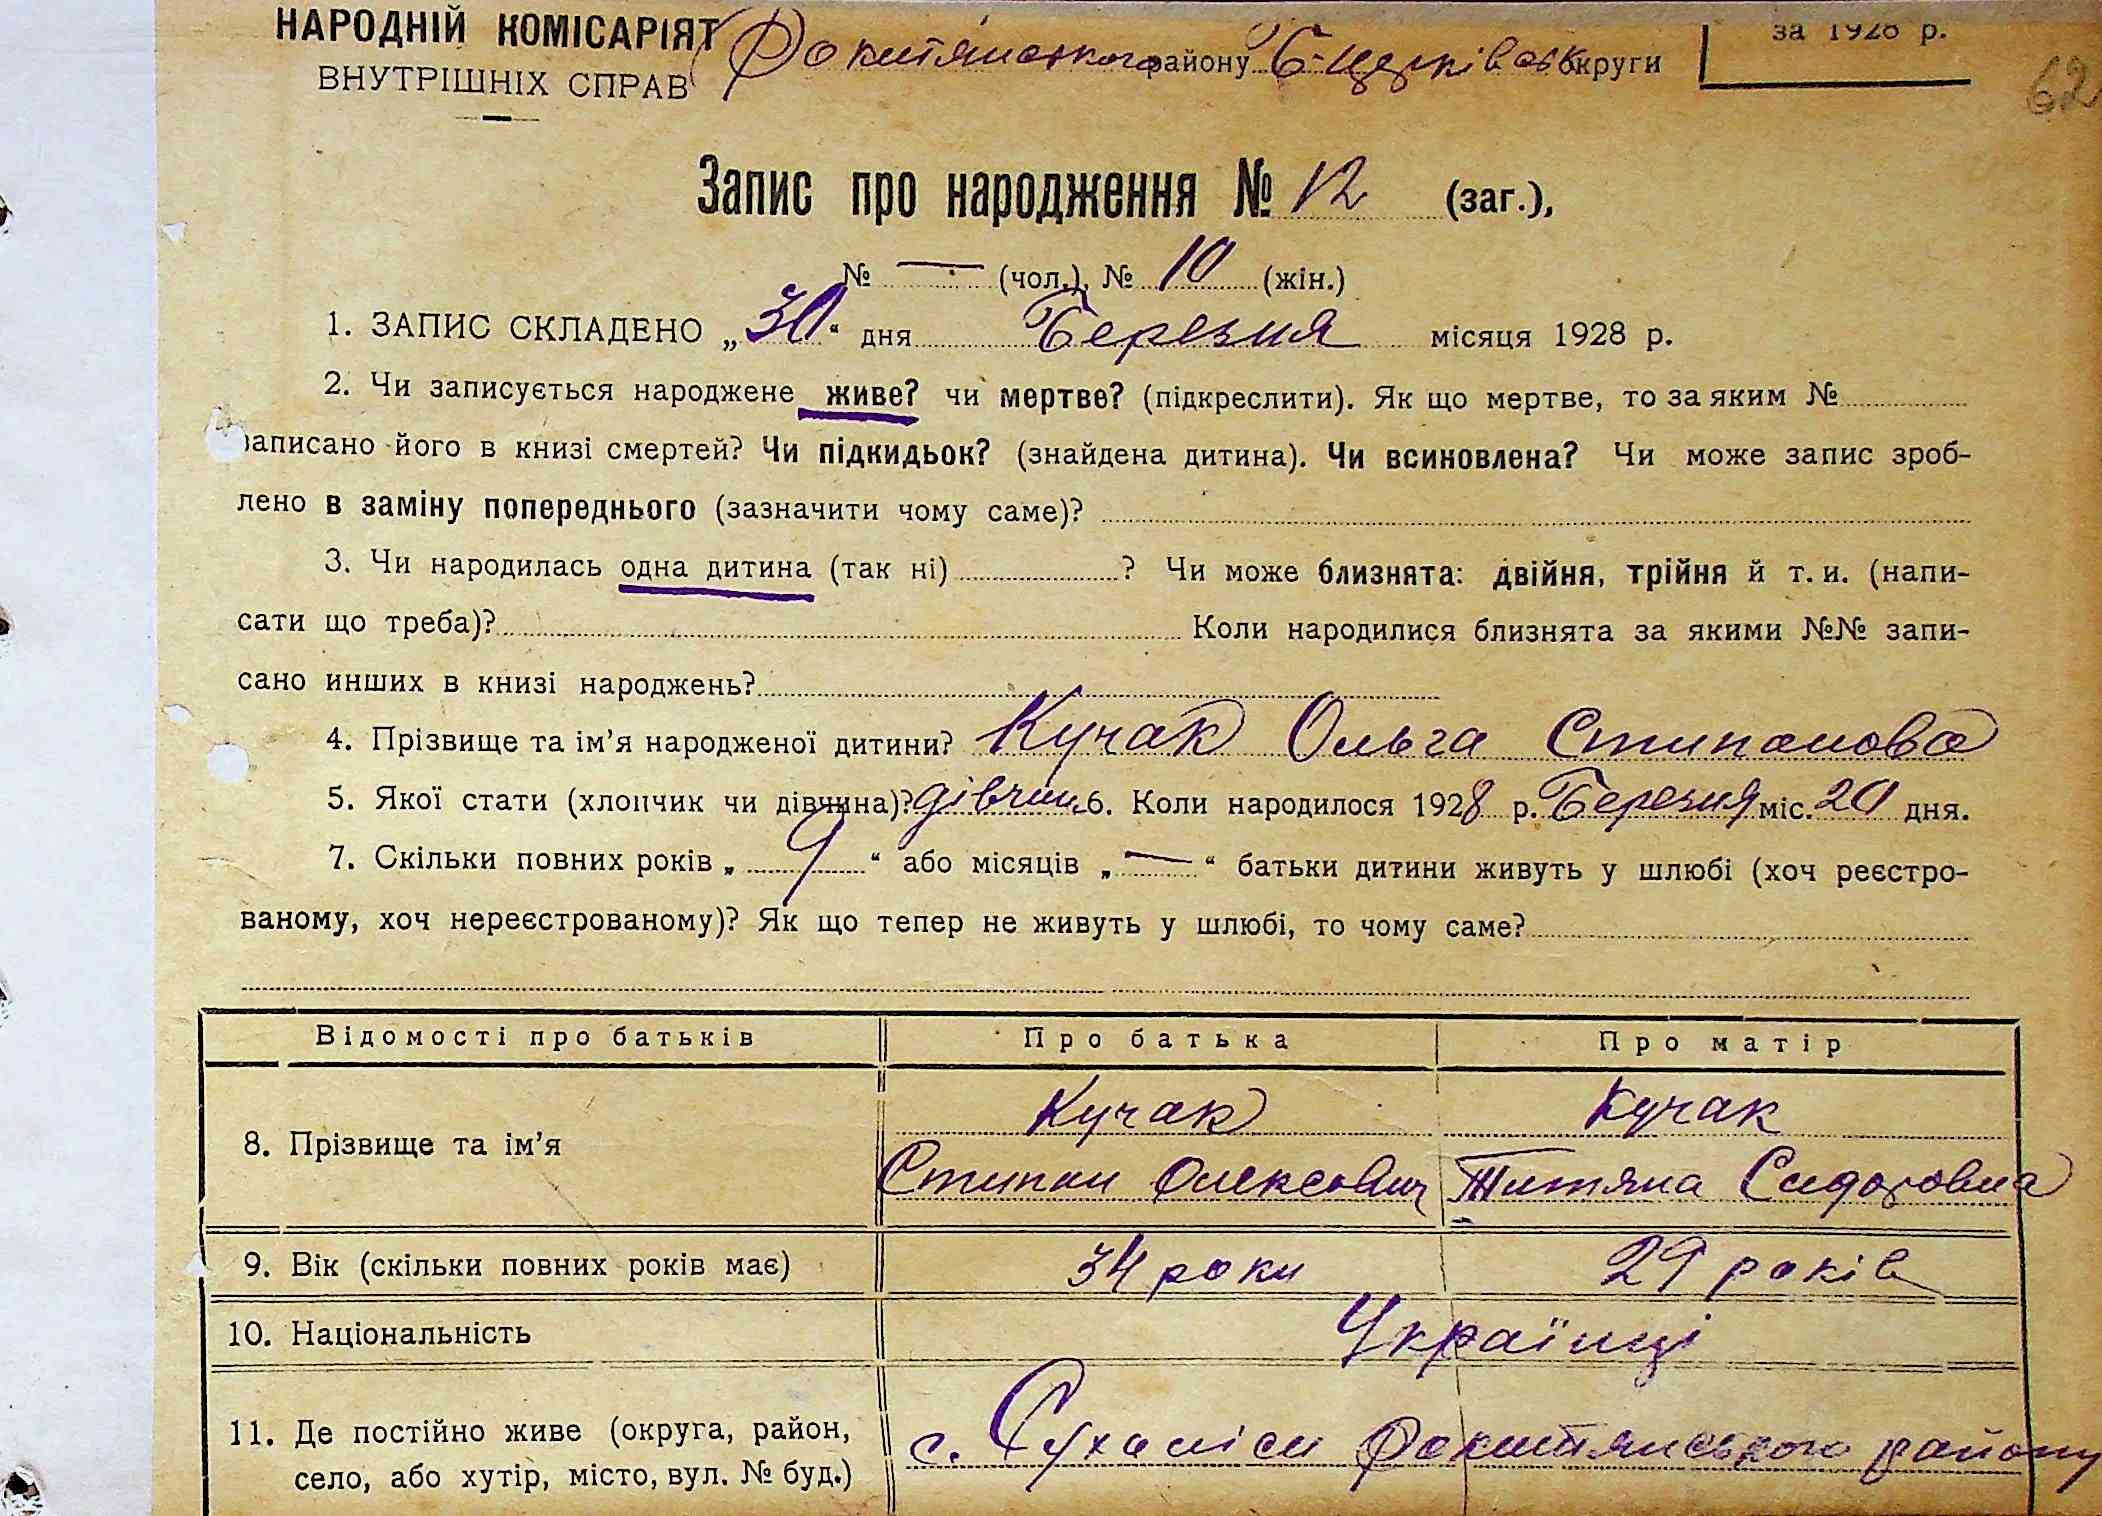 НАРОДНІЙ КОМІСАРІЯТ
ВНУТРІШНІХ СПРАВ
Рокитянського району Б-Церківськ округи
за 1928 р.
62
Запис про народження № 12 (заг.),
№ — (чол.), № 10 (жін.)
1. ЗАПИС СКЛАДЕНО „30" дня Березня місяця 1928 р.
2. Чи записується народжене живе? чи мертве? (підкреслити). Як що мертве, то за яким №
записано його в книзі смертей? Чи підкидьок? (знайдена дитина). Чи всиновлена? Чи може запис зроб-
лено в заміну попереднього (зазначити чому саме)?
3. Чи народилась одна дитина (так ні) ? Чи може близнята: двійня, трійня й т. и. (напи-
сати що треба)? Коли народилися близнята за якими №№ запи-
сано инших в книзі народжень?
4. Прізвище та ім'я народженої дитини? Кучак Ольга Стипанова
5. Якої стати (хлопчик чи дівчина)? дівчин 6. Коли народилося 1928 р. Березня міс. 20 дня.
7. Скільки повних років „ 9 " або місяців „ — " батьки дитини живуть у шлюбі (хоч реєстро-
ваному, хоч нереєстрованому)? Як що тепер не живуть у шлюбі, то чому саме?
Відомості про батьків Про батька Про матір
8. Прізвище та ім'я Кучак Кучак
Стипан Олексович Титяна Сидоровна
9. Вік (скільки повних років має) 34 роки 29 років
10. Національність Українці
11. Де постійно живе (округа, район,
село, або хутір, місто, вул. № буд.) с. Сухаліси Рокитянського району